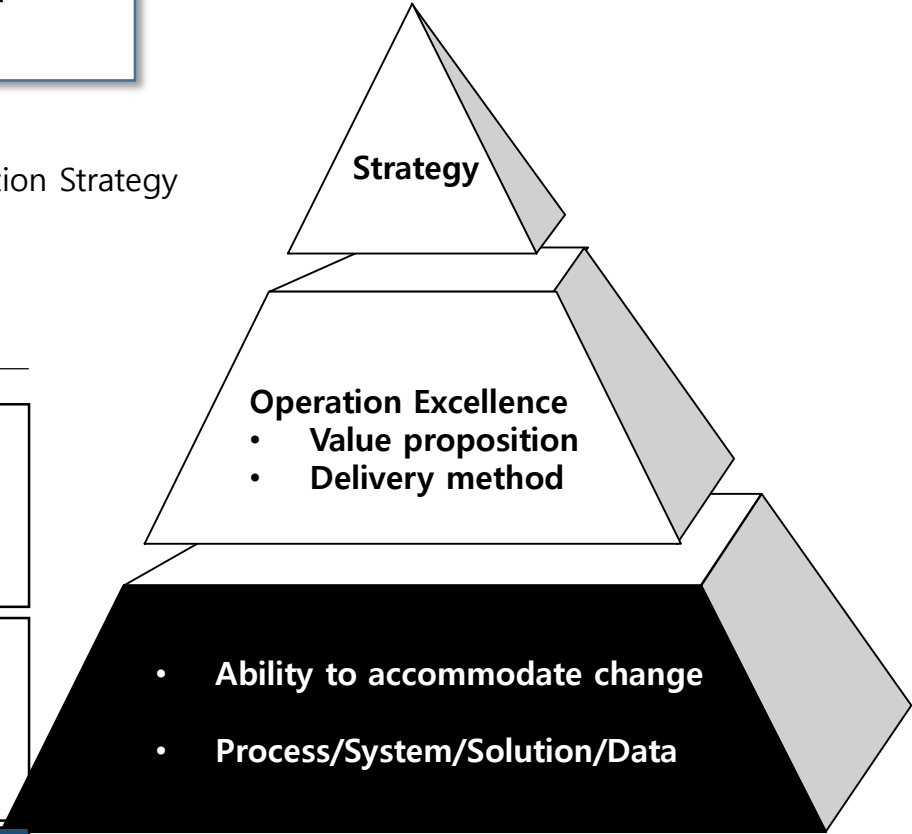 Strategy
tion Strategy
Operation Excellence
• Value proposition
• Delivery method
• Ability to accommodate change
• Process/System/Solution/Data